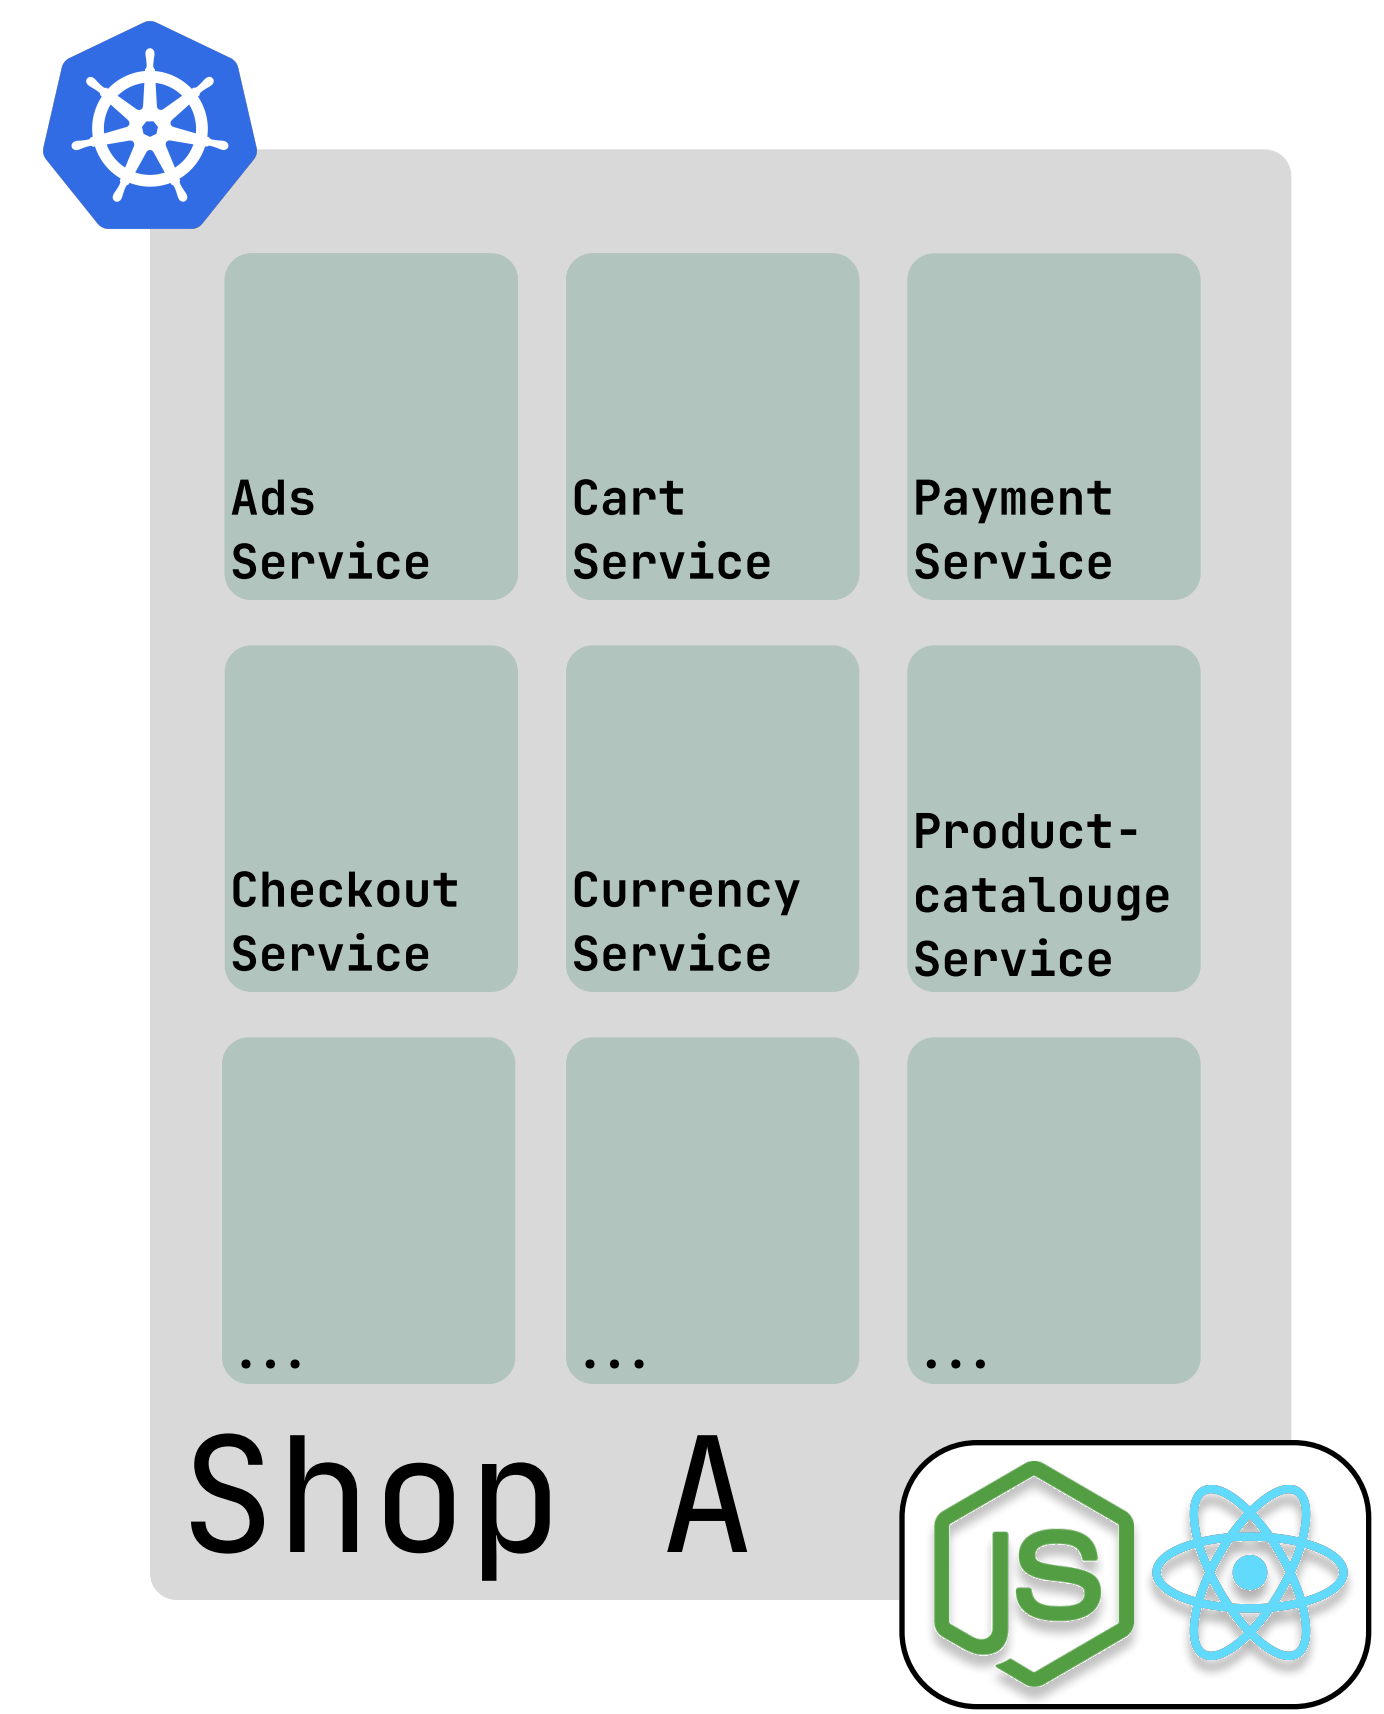 Ads
Service
Cart
Service
Payment
Service
Checkout
Service
Currency
Service
Product-
catalouge
Service
...
...
...
Shop A
JS